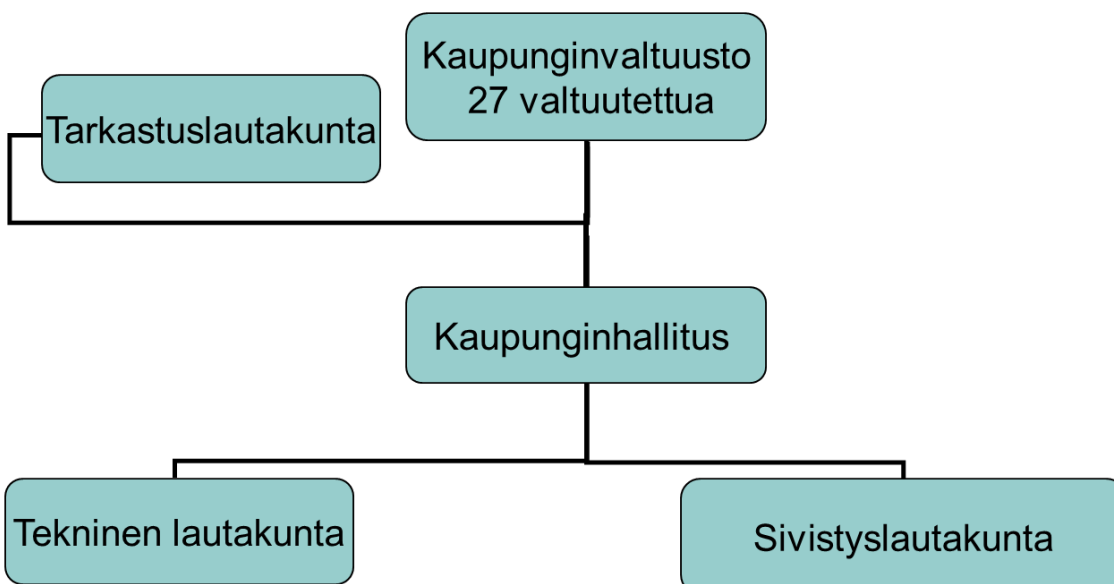 Kaupunginvaltuusto
27 valtuutettua
Tarkastuslautakunta
Kaupunginhallitus
Tekninen lautakunta
Sivistyslautakunta